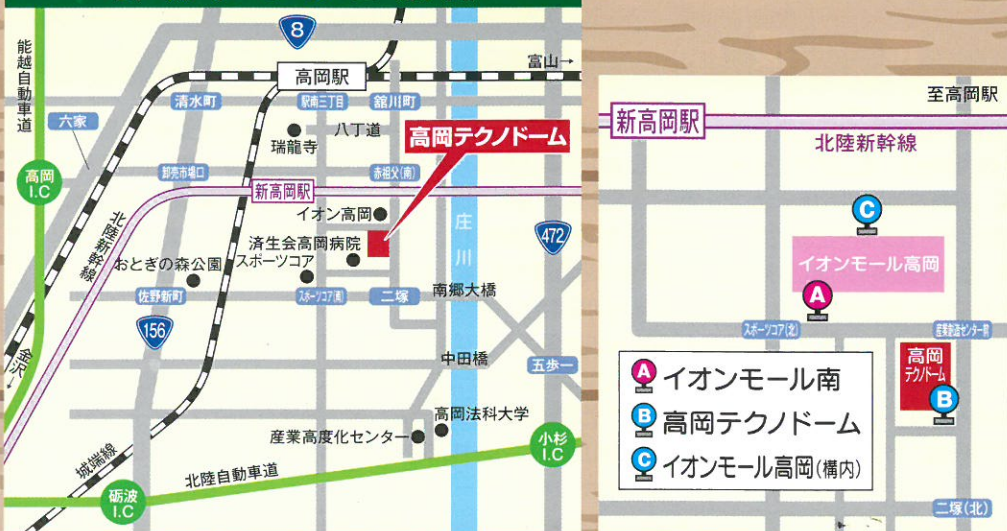 8
能越自動車道
高岡駅
富山→
清水町
駅南三丁目
舘川町
六家
瑞龍寺
八丁道
高岡テクノドーム
高岡
I.C
卸売市場口
赤祖父(南)
新高岡駅
イオン高岡
北陸新幹線
済生会高岡病院
スポーツコア
おとぎの森公園
庄川
472
佐野新町
スポーツコア(南)
二塚
南郷大橋
156
金沢
中田橋
五歩一
高岡法科大学
産業高度化センター
小杉
I.C
城端線
北陸自動車道
砺波
I.C
至高岡駅
新高岡駅
北陸新幹線
C
イオンモール高岡
A
スポーツコア(北)
産業創造センター前
高岡
テクノドーム
B
A イオンモール南
B 高岡テクノドーム
C イオンモール高岡(構内)
二塚(北)